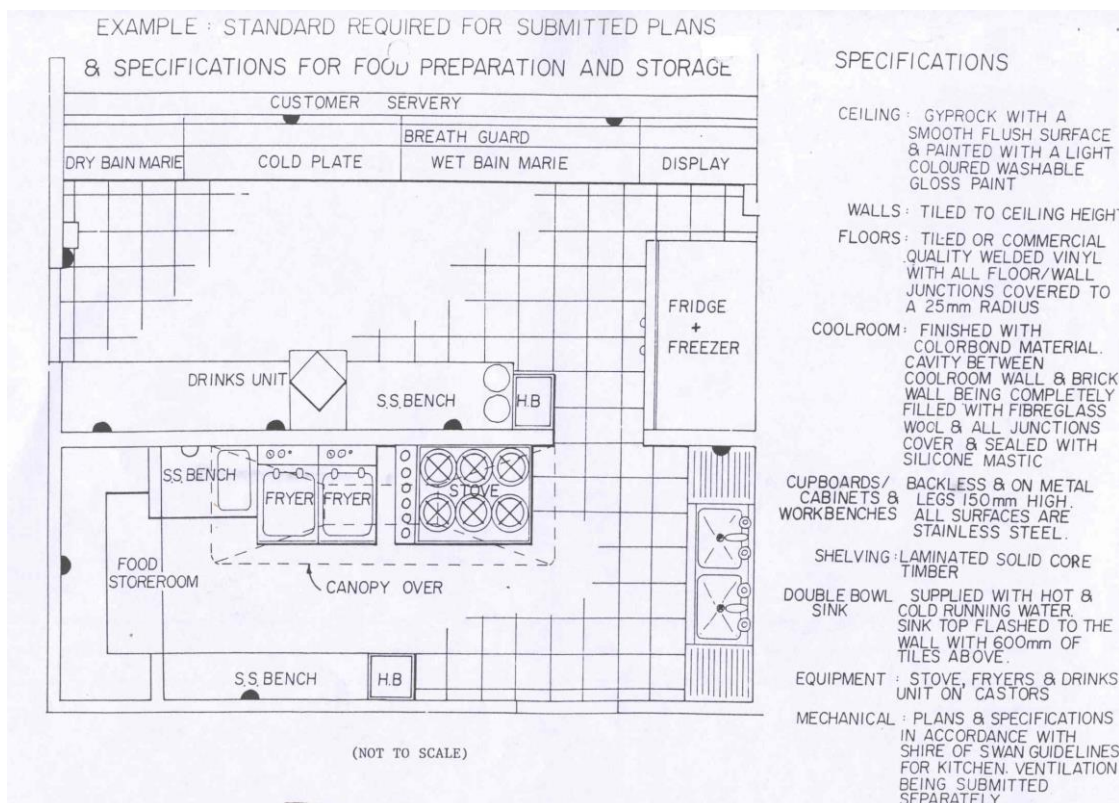 EXAMPLE : STANDARD REQUIRED FOR SUBMITTED PLANS
& SPECIFICATIONS FOR FOOD PREPARATION AND STORAGE
CUSTOMER SERVERY
BREATH GUARD
DRY BAIN MARIE
COLD PLATE
WET BAIN MARIE
DISPLAY
FRIDGE
+
FREEZER
DRINKS UNIT
S.S. BENCH
H.B
S.S. BENCH
FRYER
FRYER
STOVE
FOOD
STOREROOM
CANOPY OVER
S.S. BENCH
H.B
(NOT TO SCALE)
SPECIFICATIONS
CEILING : GYPROCK WITH A
SMOOTH FLUSH SURFACE
& PAINTED WITH A LIGHT
COLOURED WASHABLE
GLOSS PAINT
WALLS : TILED TO CEILING HEIGHT
FLOORS : TILED OR COMMERCIAL
QUALITY WELDED VINYL
WITH ALL FLOOR/WALL
JUNCTIONS COVERED TO
A 25mm RADIUS
COOLROOM : FINISHED WITH
COLORBOND MATERIAL.
CAVITY BETWEEN
COOLROOM WALL & BRICK
WALL BEING COMPLETELY
FILLED WITH FIBREGLASS
WOOL & ALL JUNCTIONS
COVER & SEALED WITH
SILICONE MASTIC
CUPBOARDS/ BACKLESS & ON METAL
CABINETS & LEGS 150mm HIGH.
WORKBENCHES ALL SURFACES ARE
STAINLESS STEEL.
SHELVING : LAMINATED SOLID CORE
TIMBER
DOUBLE BOWL SUPPLIED WITH HOT &
SINK COLD RUNNING WATER.
SINK TOP FLASHED TO THE
WALL WITH 600mm OF
TILES ABOVE.
EQUIPMENT : STOVE, FRYERS & DRINKS
UNIT ON CASTORS
MECHANICAL : PLANS & SPECIFICATIONS
IN ACCORDANCE WITH
SHIRE OF SWAN GUIDELINES
FOR KITCHEN VENTILATION
BEING SUBMITTED
SEPARATELY